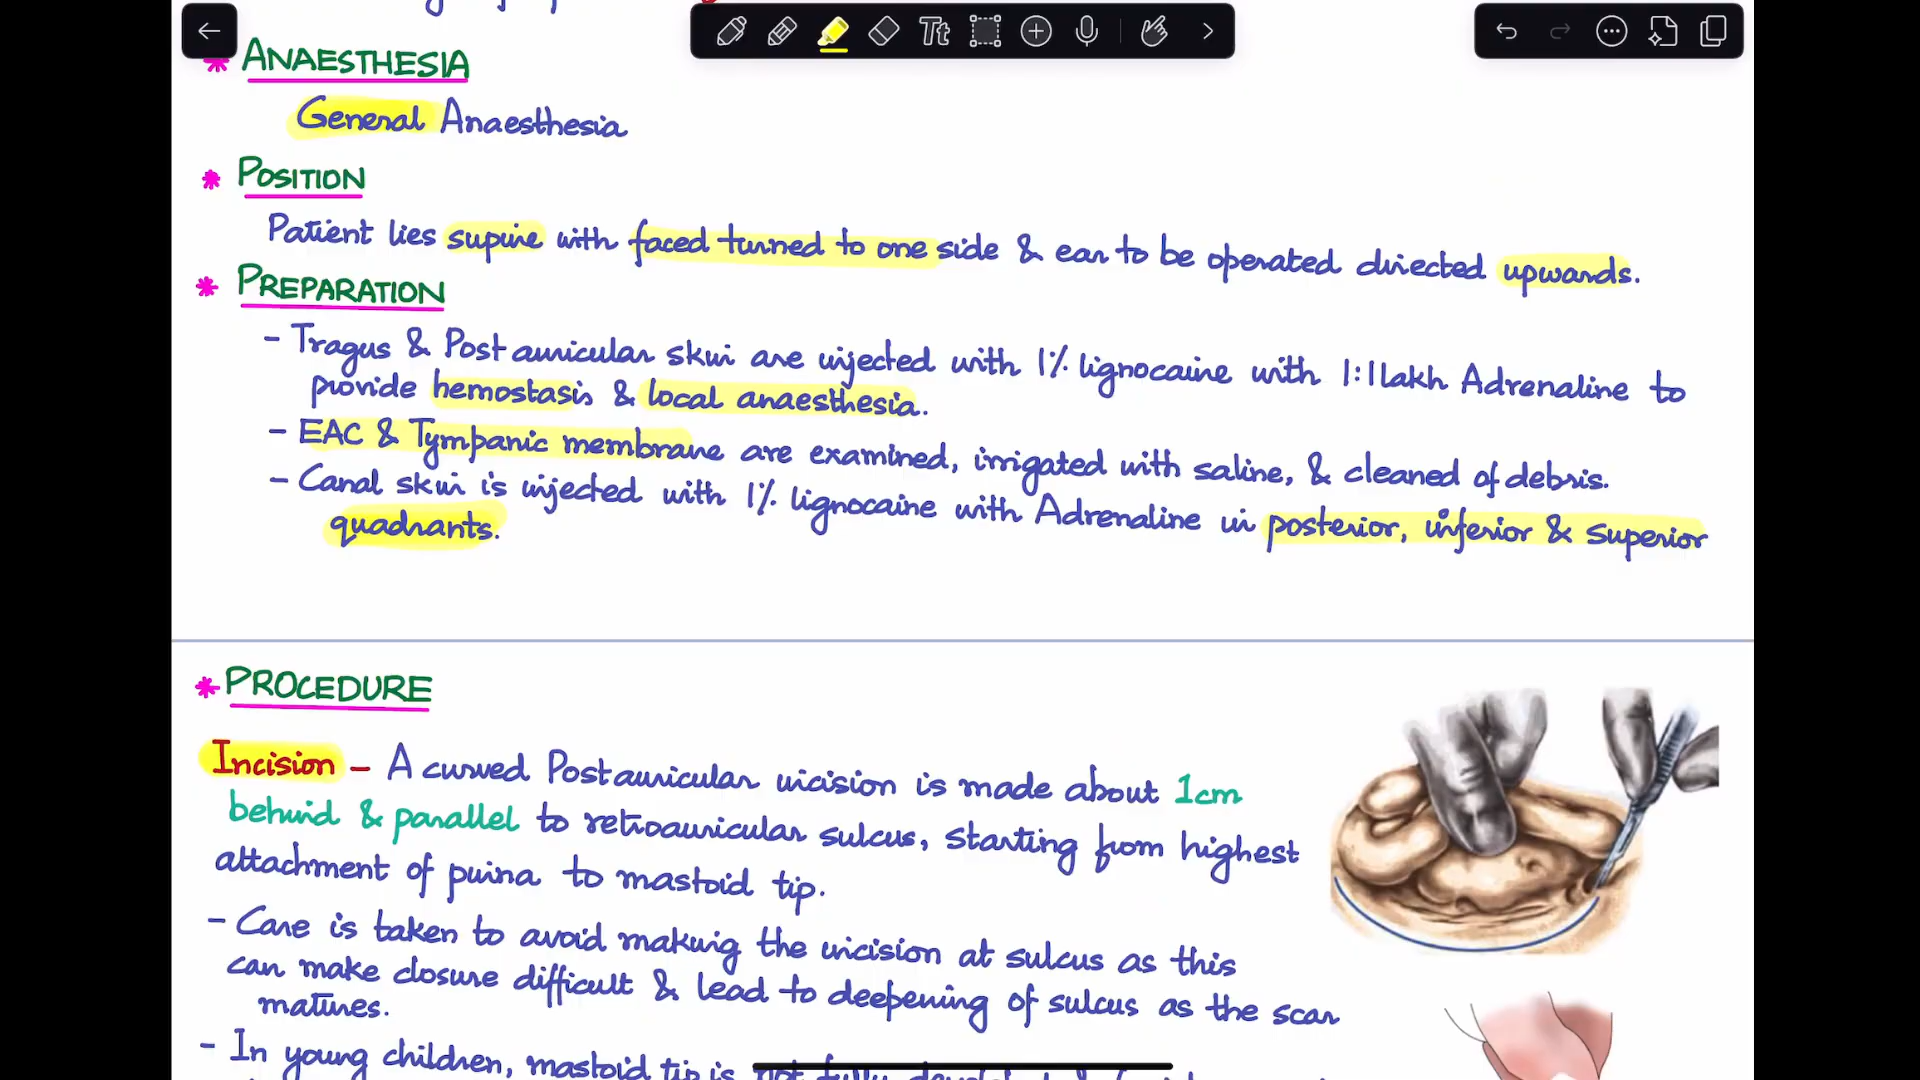 Tt
* ANAESTHESIA
General Anaesthesia
* POSITION
Patient lies supine with faced turned to one side & ear to be operated directed upwards.
* PREPARATION
- Tragus & Post auricular skin are injected with 1% lignocaine with 1:1lakh Adrenaline to
provide hemostasis & local anaesthesia.
- EAC & Tympanic membrane are examined, irrigated with saline, & cleaned of debris.
- Canal skin is injected with 1% lignocaine with Adrenaline in posterior, inferior & superior
quadrants.
* PROCEDURE
Incision - A curved Postauricular incision is made about 1cm
behind & parallel to retroauricular sulcus, starting from highest
attachment of pinna to mastoid tip.
- Care is taken to avoid making the incision at sulcus as this
can make closure difficult & lead to deepening of sulcus as the scar
matures.
- In young children, mastoid tip is not fully